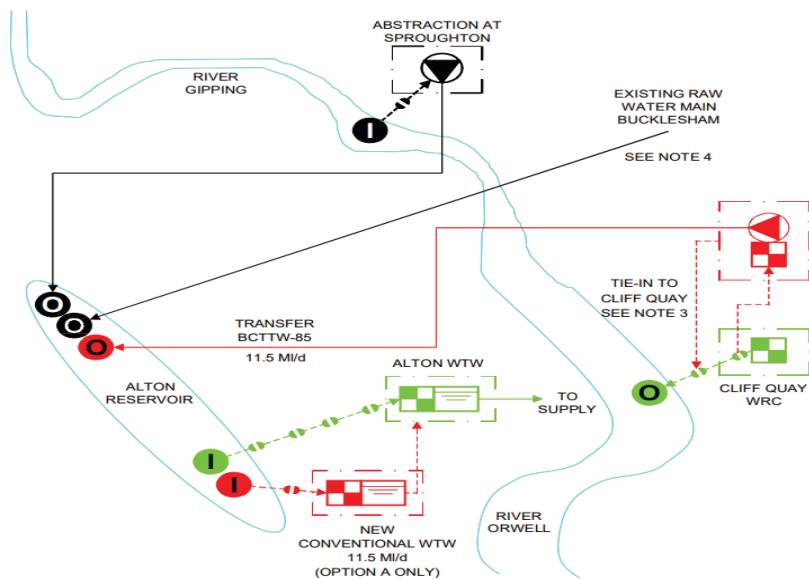 ABSTRACTION AT
SPROUGHTON
RIVER
GIPPING
I
EXISTING RAW
WATER MAIN
BUCKLESHAM
SEE NOTE 4
O
O
O
TRANSFER
BCTTW-85
11.5 Ml/d
TIE-IN TO
CLIFF QUAY
SEE NOTE 3
ALTON
RESERVOIR
ALTON WTW
TO
SUPPLY
O
CLIFF QUAY
WRC
I
I
NEW
CONVENTIONAL WTW
11.5 Ml/d
(OPTION A ONLY)
RIVER
ORWELL